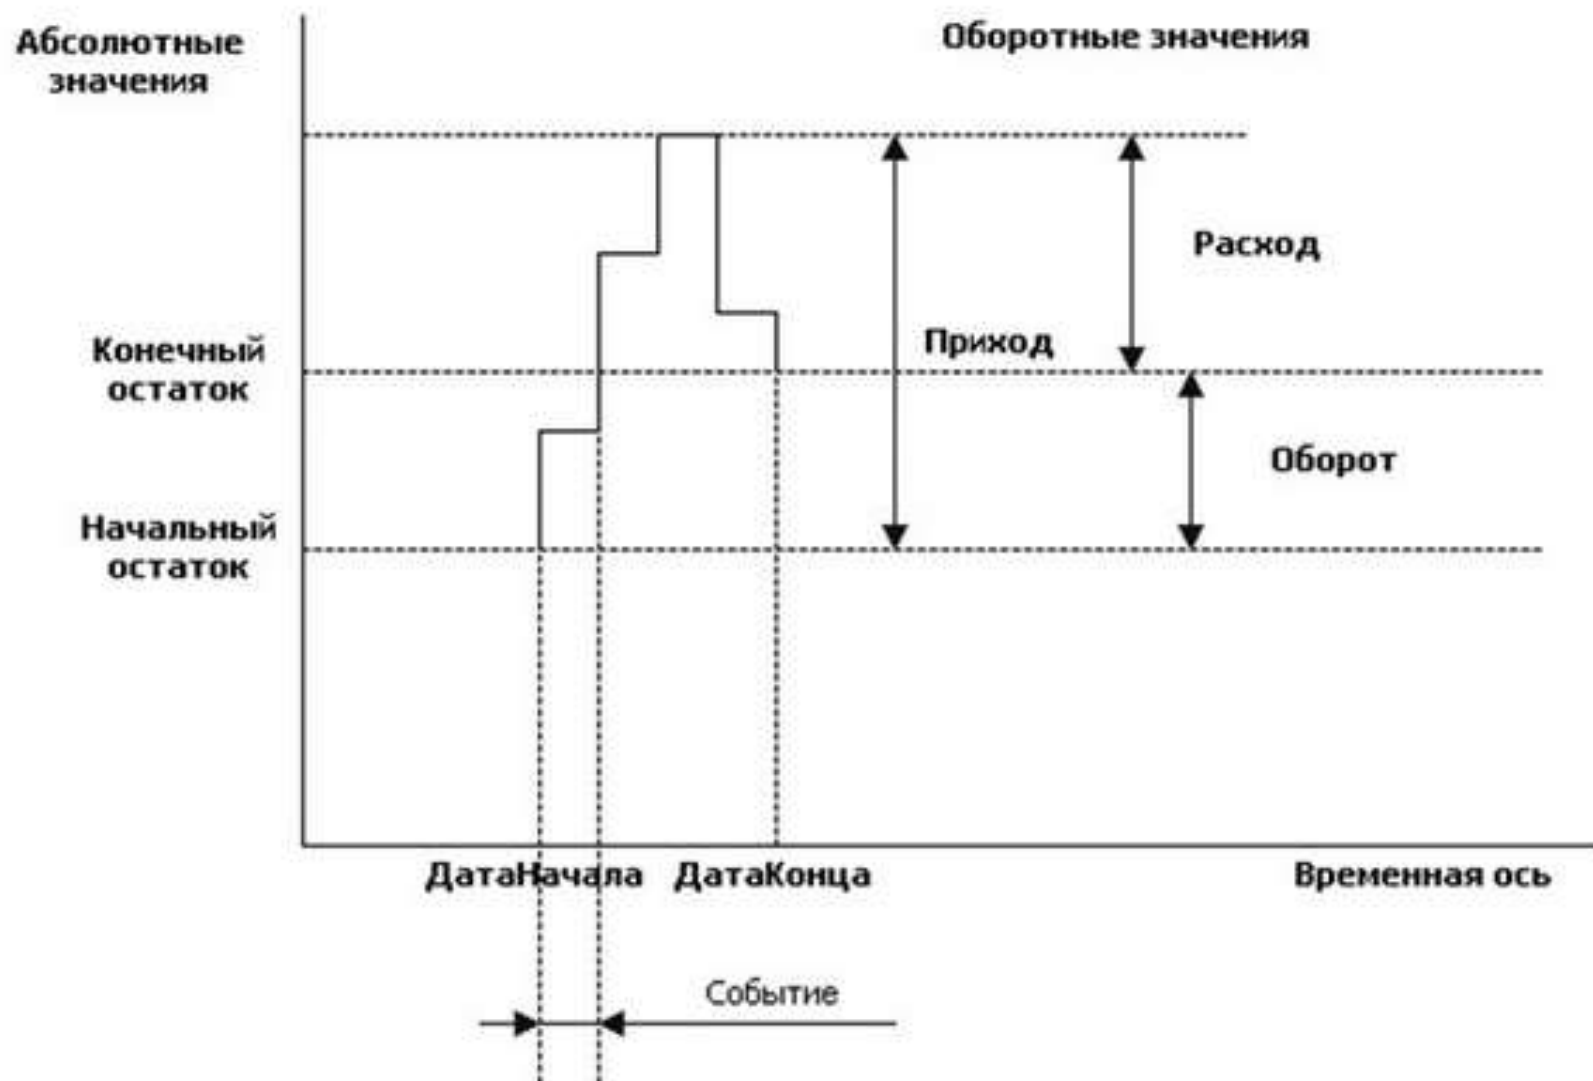 Абсолютные
значения
Оборотные значения
Расход
Приход
Конечный
остаток
Оборот
Начальный
остаток
ДатаНачала
ДатаКонца
Временная ось
Событие